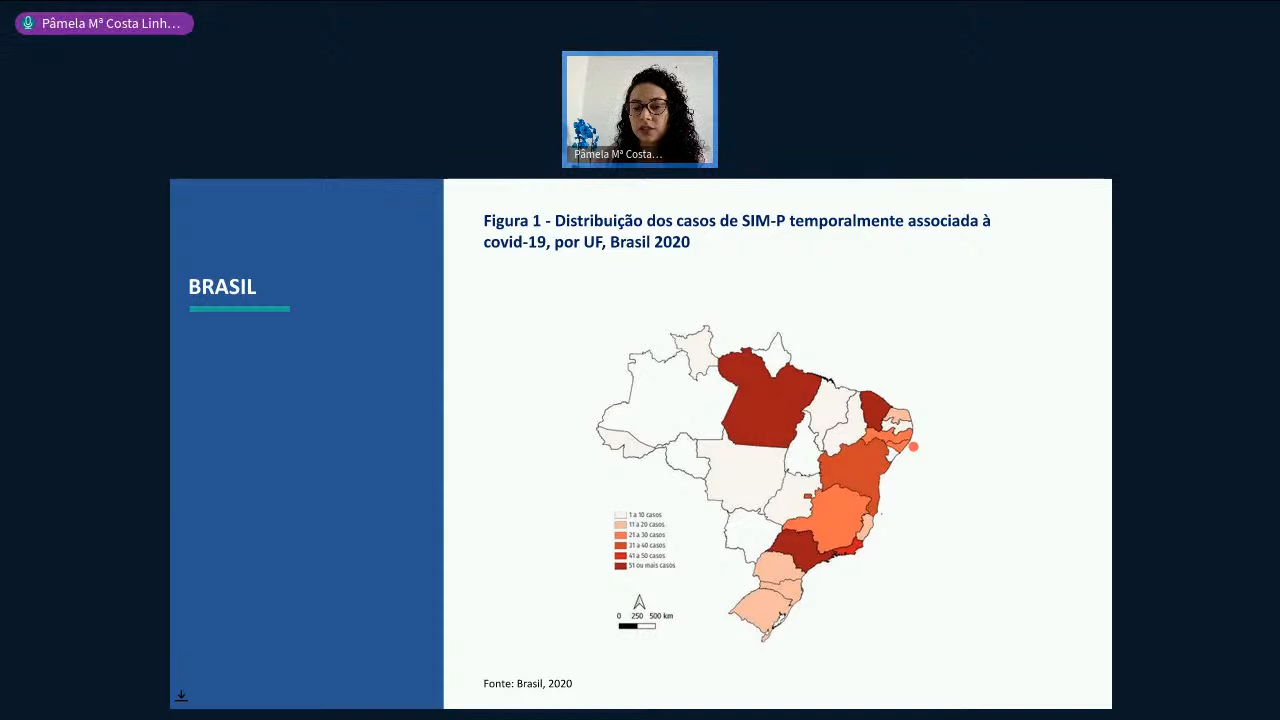 Pâmela Mª Costa Linh...
Pâmela Mª Costa...
Figura 1 - Distribuição dos casos de SIM-P temporalmente associada à
covid-19, por UF, Brasil 2020
BRASIL
1 a 10 casos
11 a 20 casos
21 a 30 casos
31 a 40 casos
41 a 50 casos
51 ou mais casos
0 250 500 km
Fonte: Brasil, 2020